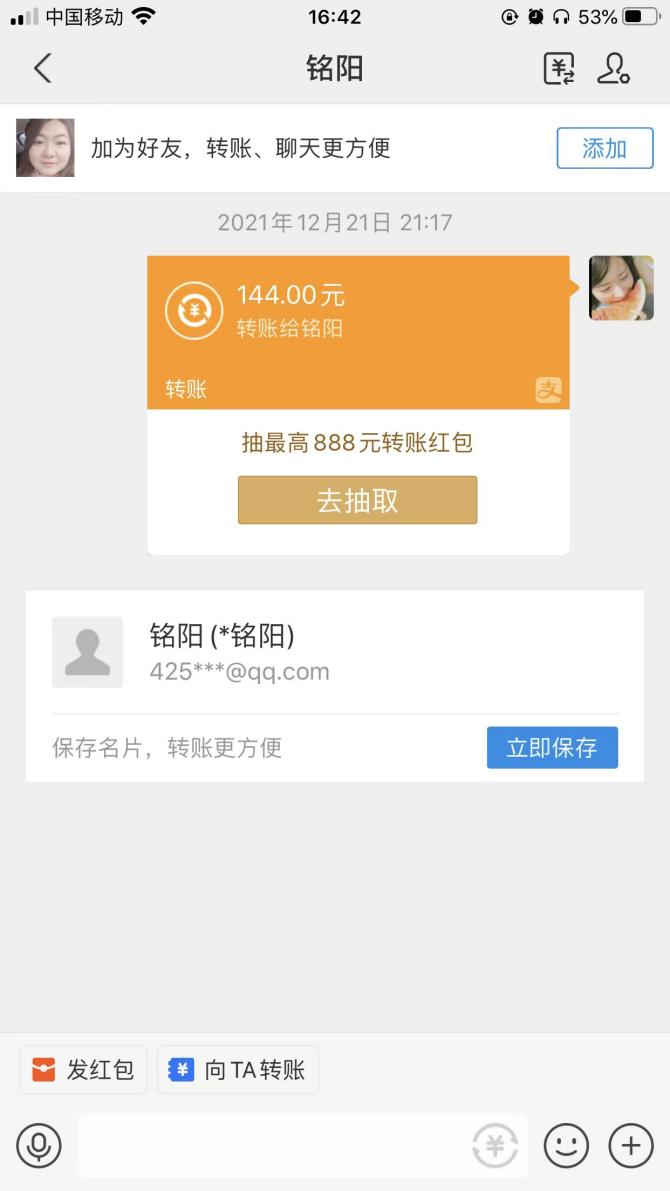 中国移动 16:42 53%
铭阳
加为好友，转账、聊天更方便 添加
2021年12月21日 21:17
144.00元
转账给铭阳
转账 支
抽最高888元转账红包
去抽取
铭阳 (*铭阳)
425***@qq.com
保存名片，转账更方便 立即保存
发红包 向TA转账